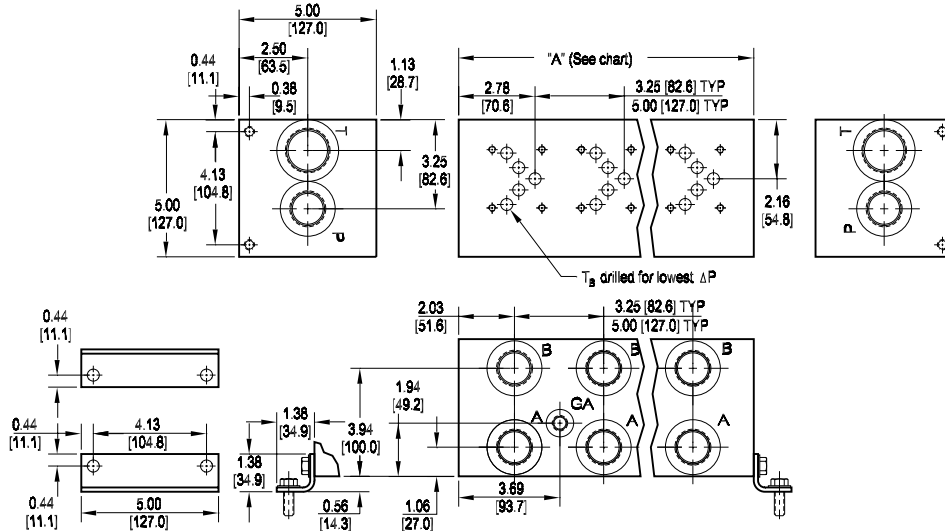 5.00
[127.0]
2.50
[63.5]
0.44
[11.1]
0.38
[9.5]
1.13
[28.7]
"A" (See chart)
2.78
[70.6]
3.25 [82.6] TYP
5.00 [127.0] TYP
T
P
4.13
[104.8]
5.00
[127.0]
3.25
[82.6]
T
P
2.16
[54.8]
TB drilled for lowest ΔP
0.44
[11.1]
2.03
[51.6]
3.25 [82.6] TYP
5.00 [127.0] TYP
B
B
B
1.94
[49.2]
3.94
[100.0]
GA
A
A
A
0.44
[11.1]
4.13
[104.8]
1.38
[34.9]
1.38
[34.9]
0.44
[11.1]
5.00
[127.0]
0.56
[14.3]
1.06
[27.0]
3.69
[93.7]